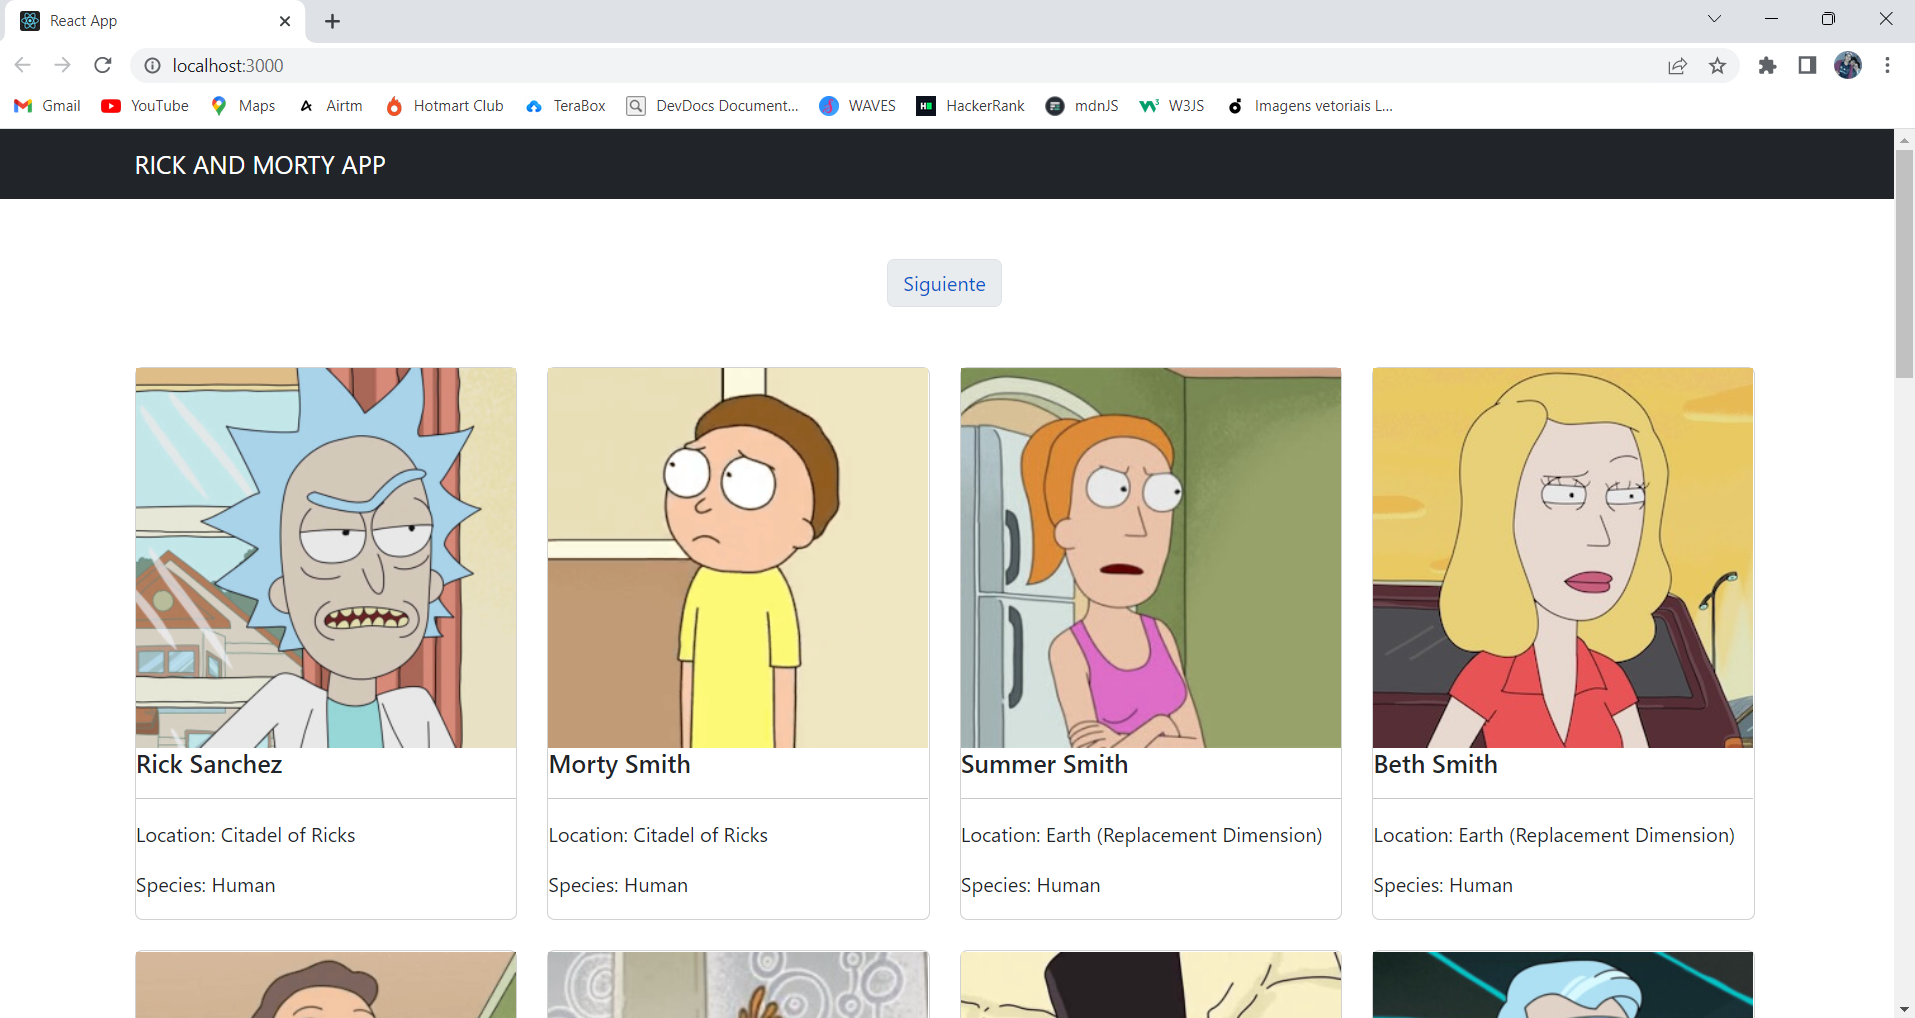 React App
localhost:3000
Gmail YouTube Maps Airtm Hotmart Club TeraBox DevDocs Document... WAVES HackerRank mdnJS W3JS Imagens vetoriais L...
RICK AND MORTY APP
Siguiente
Rick Sanchez
Location: Citadel of Ricks
Species: Human
Morty Smith
Location: Citadel of Ricks
Species: Human
Summer Smith
Location: Earth (Replacement Dimension)
Species: Human
Beth Smith
Location: Earth (Replacement Dimension)
Species: Human